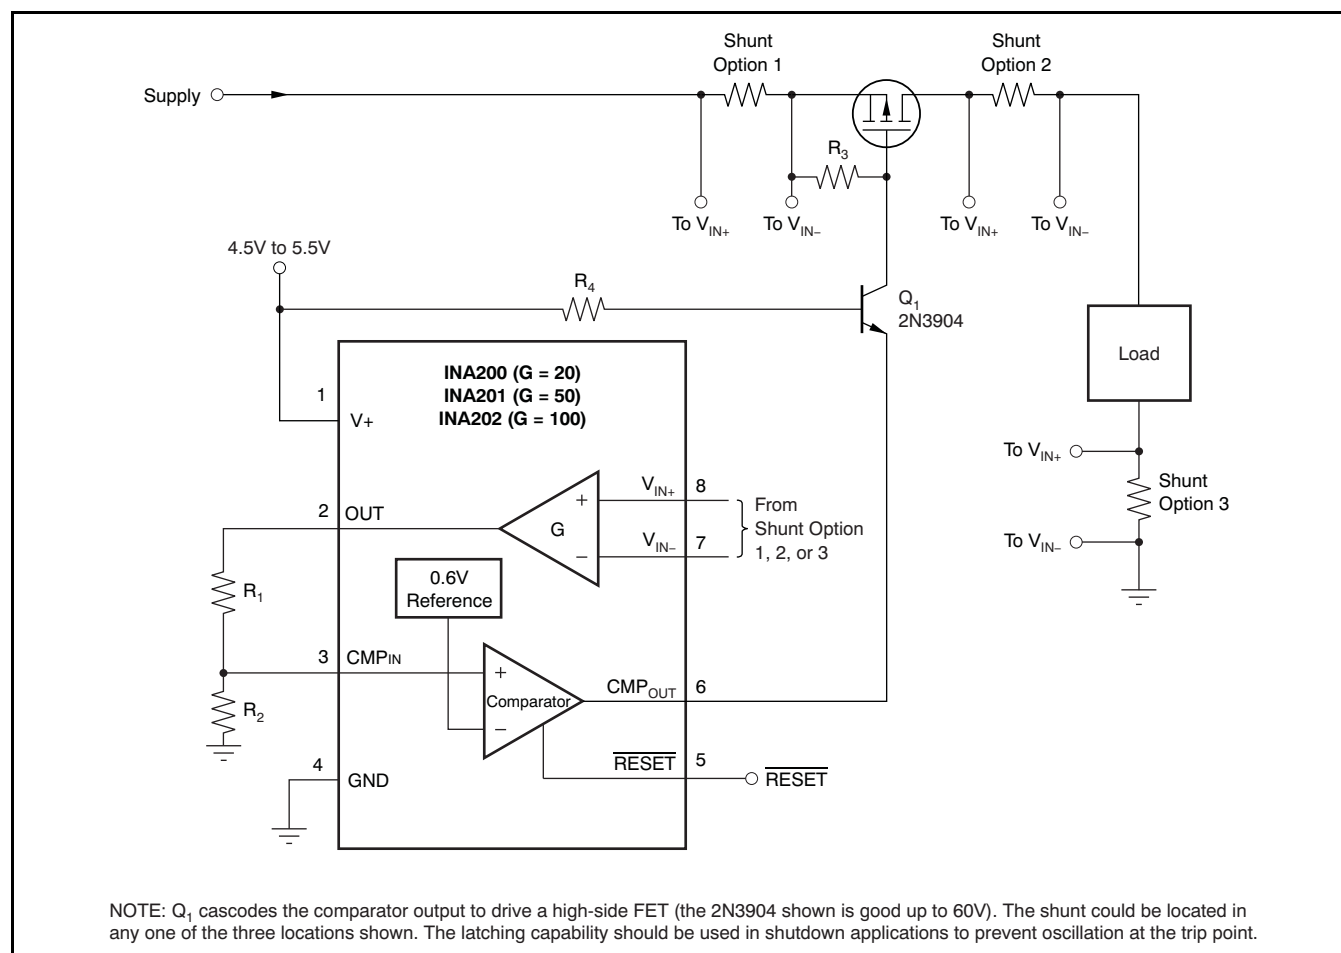 Shunt
Option 1
Shunt
Option 2
Supply
R3
To VIN+
To VIN−
To VIN+
To VIN−
4.5V to 5.5V
R4
Q1
2N3904
Load
INA200 (G = 20)
INA201 (G = 50)
INA202 (G = 100)
1
V+
To VIN+
Shunt
Option 3
To VIN−
VIN+
8
+
G
−
VIN−
7
From
Shunt Option
1, 2, or 3
2
OUT
0.6V
Reference
R1
3
CMPIN
+
Comparator
−
CMPOUT
6
R2
RESET
5
RESET
4
GND
NOTE: Q1 cascodes the comparator output to drive a high-side FET (the 2N3904 shown is good up to 60V). The shunt could be located in
any one of the three locations shown. The latching capability should be used in shutdown applications to prevent oscillation at the trip point.